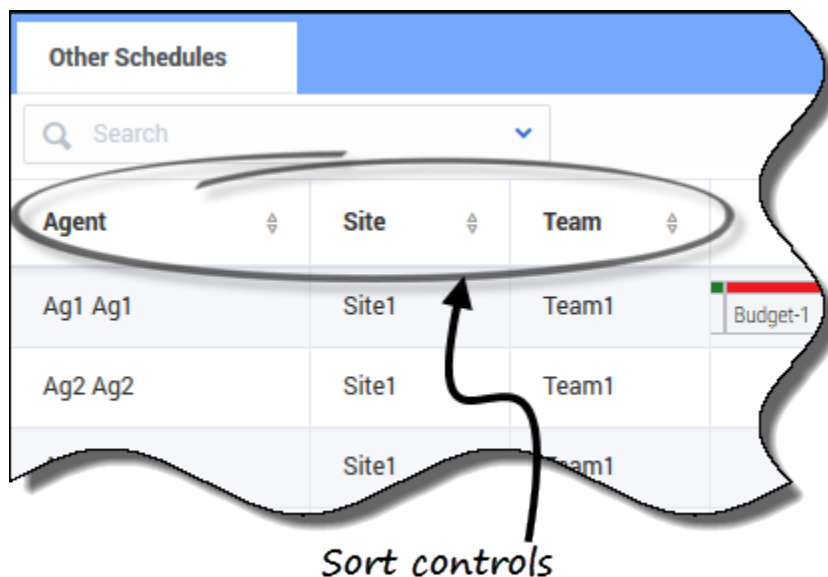 Other Schedules
Search
Agent Site Team
Ag1 Ag1 Site1 Team1 Budget-1
Ag2 Ag2 Site1 Team1
Site1 Team1
Sort controls